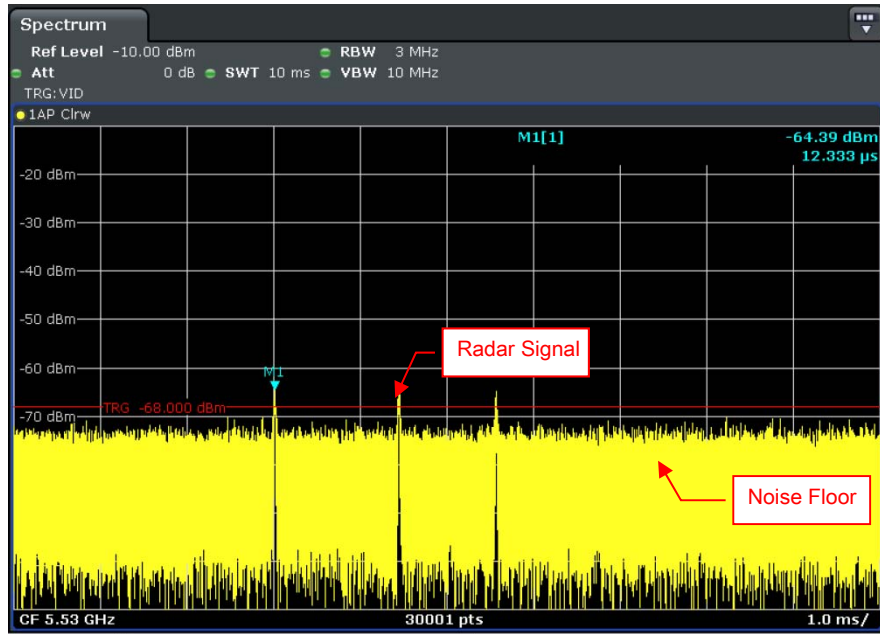 Spectrum
Ref Level -10.00 dBm RBW 3 MHz
Att 0 dB SWT 10 ms VBW 10 MHz
TRG:VID
1AP Clrw
M1[1] -64.39 dBm
12.333 µs
-20 dBm
-30 dBm
-40 dBm
-50 dBm
Radar Signal
-60 dBm
M1
TRG -68.000 dBm
-70 dBm
Noise Floor
CF 5.53 GHz 30001 pts 1.0 ms/